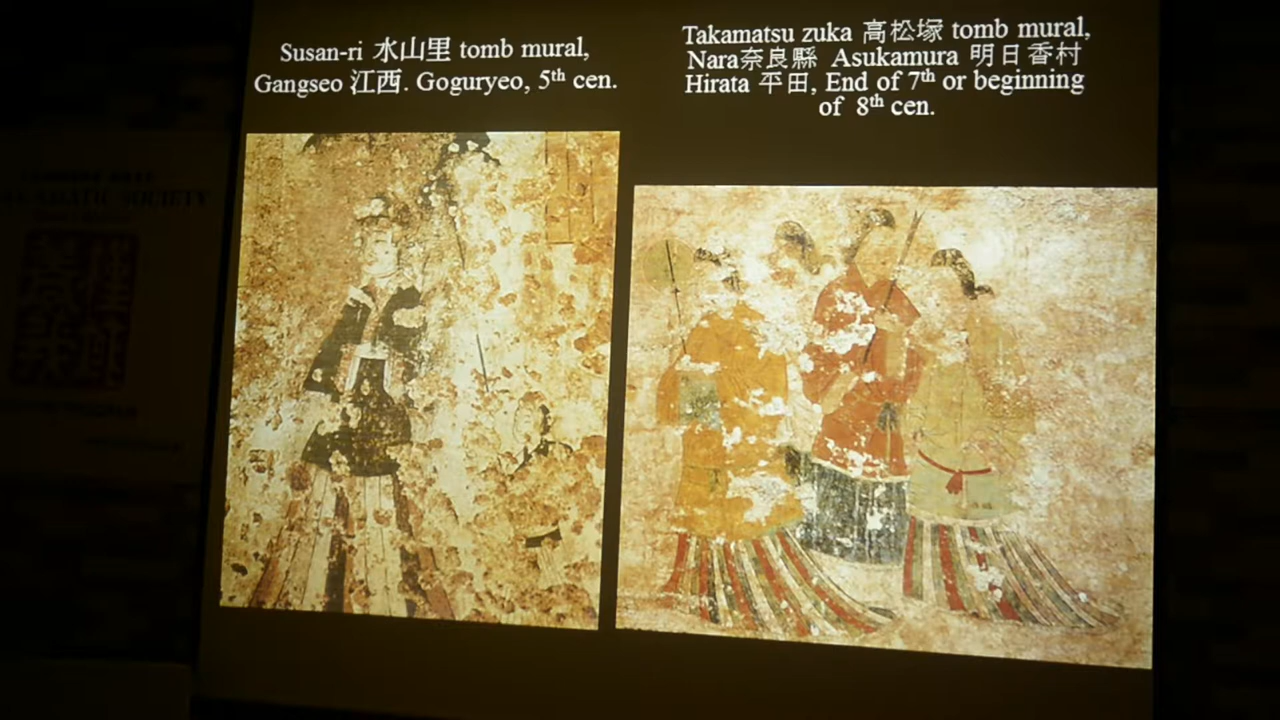 Susan-ri 水山里 tomb mural,
Gangseo 江西. Goguryeo, 5th cen.
Takamatsu zuka 高松塚 tomb mural,
Nara奈良縣 Asukamura 明日香村
Hirata 平田, End of 7th or beginning
of 8th cen.
SOCIETY